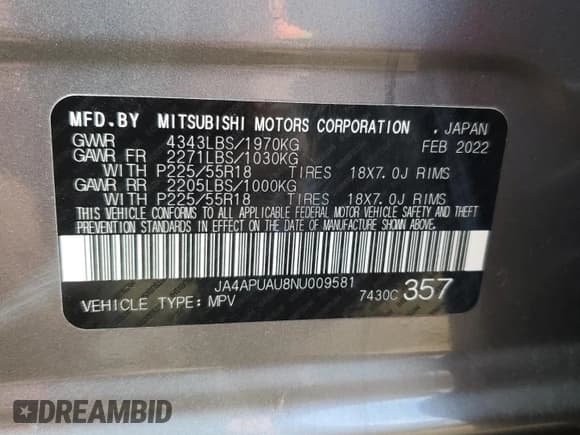 MFD.BY MITSUBISHI MOTORS CORPORATION . JAPAN
GVWR 4343LBS/1970KG FEB 2022
GAWR FR 2271LBS/1030KG
WITH P225/55R18 TIRES 18X7.0J RIMS
GAWR RR 2205LBS/1000KG
WITH P225/55R18 TIRES 18X7.0J RIMS
THIS VEHICLE CONFORMS TO ALL APPLICABLE FEDERAL MOTOR VEHICLE SAFETY AND THEFT
PREVENTION STANDARDS IN EFFECT ON THE DATE OF MANUFACTURE SHOWN ABOVE.
JA4APUAU8NU009581
VEHICLE TYPE: MPV 7430C 357
DREAMBID